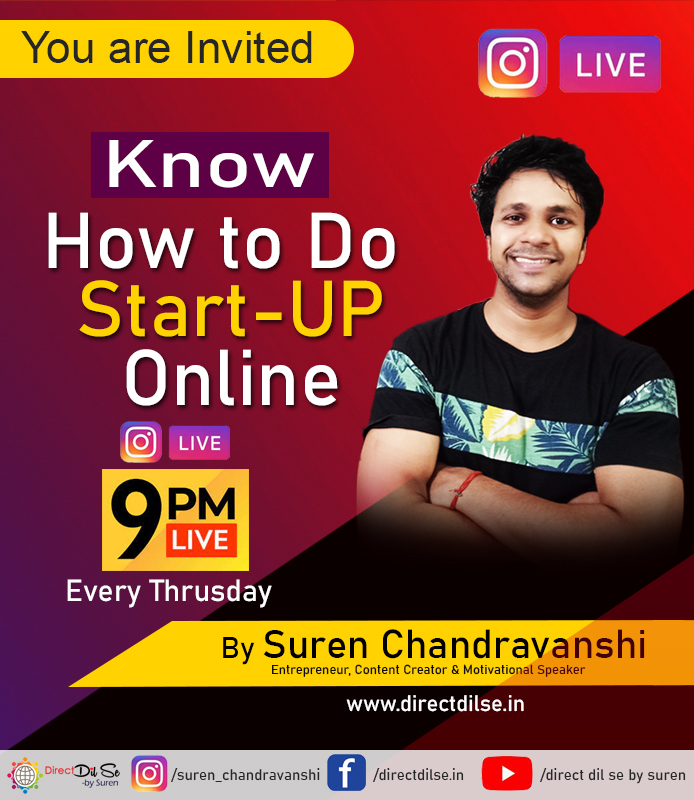 You are Invited
LIVE
Know
How to Do
Start-UP
Online
LIVE
9 PM
LIVE
Every Thrusday
By Suren Chandravanshi
Entrepreneur, Content Creator & Motivational Speaker
www.directdilse.in
Direct Dil Se
-by Suren
/suren_chandravanshi
/directdilse.in
/direct dil se by suren